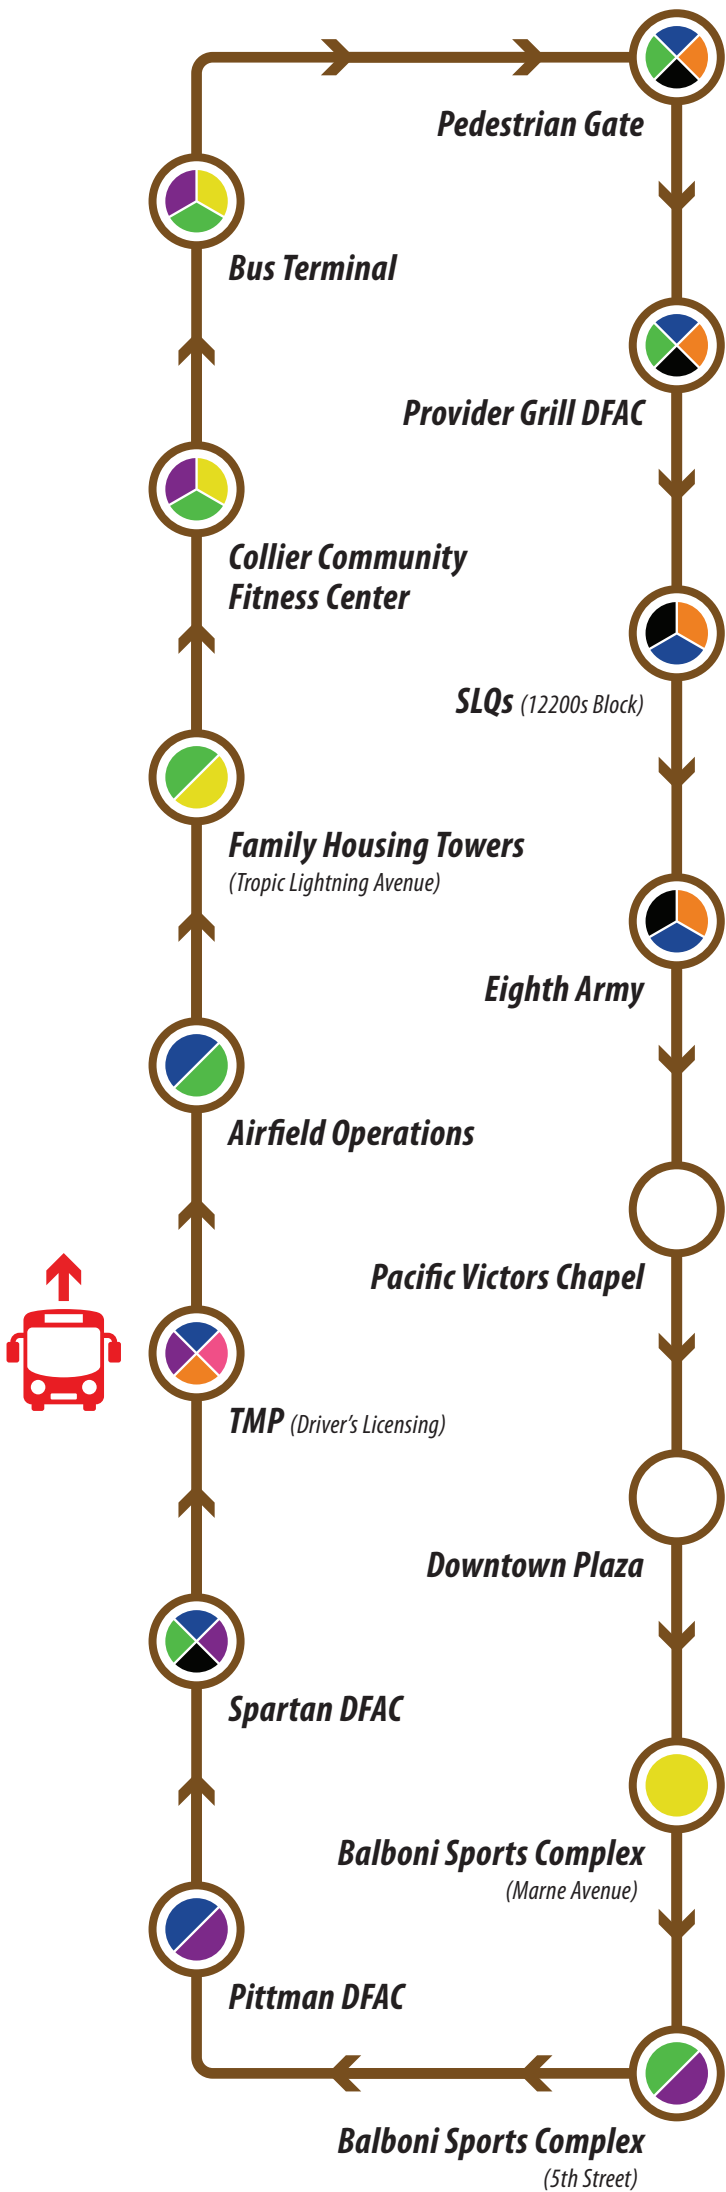 Pedestrian Gate
Bus Terminal
Provider Grill DFAC
Collier Community
Fitness Center
SLQs (12200s Block)
Family Housing Towers
(Tropic Lightning Avenue)
Eighth Army
Airfield Operations
Pacific Victors Chapel
TMP (Driver's Licensing)
Downtown Plaza
Spartan DFAC
Balboni Sports Complex
(Marne Avenue)
Pittman DFAC
Balboni Sports Complex
(5th Street)